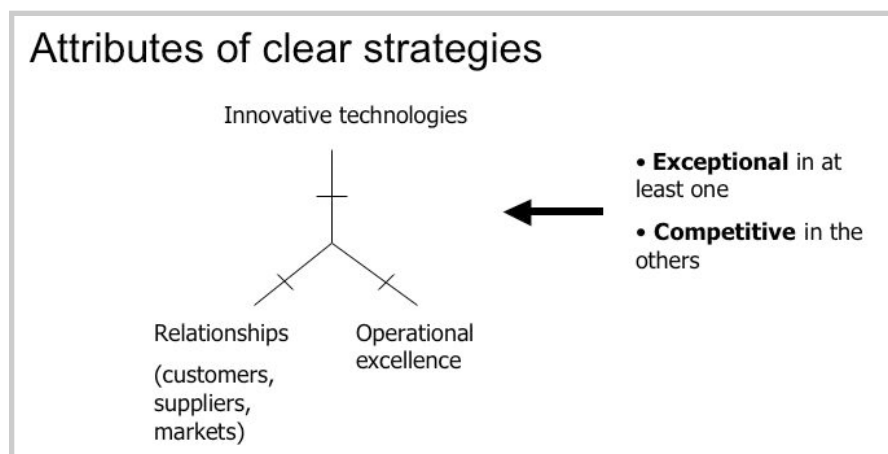 Attributes of clear strategies
Innovative technologies
• Exceptional in at
least one
• Competitive in the
others
Relationships
(customers,
suppliers,
markets)
Operational
excellence